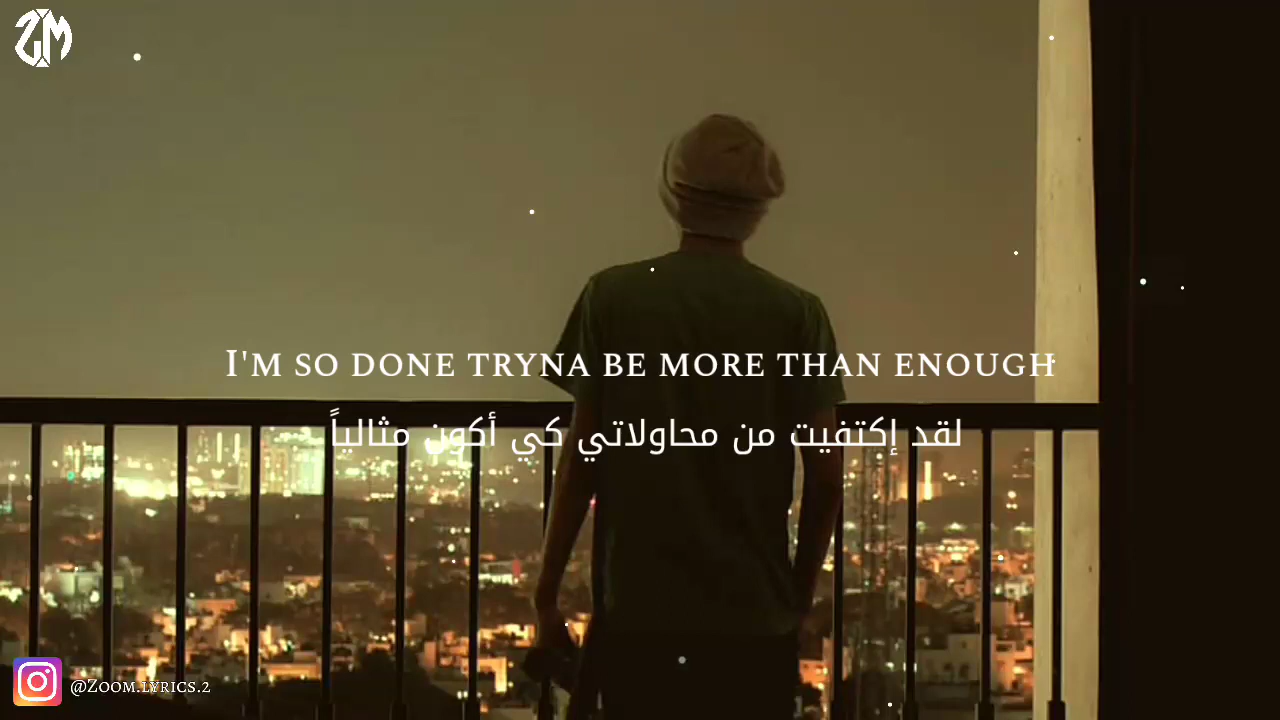 ZM
I'm so done tryna be more than enough
لقد إكتفيت من محاولاتي كي أكون مثالياً
@Zoom.lyrics.2